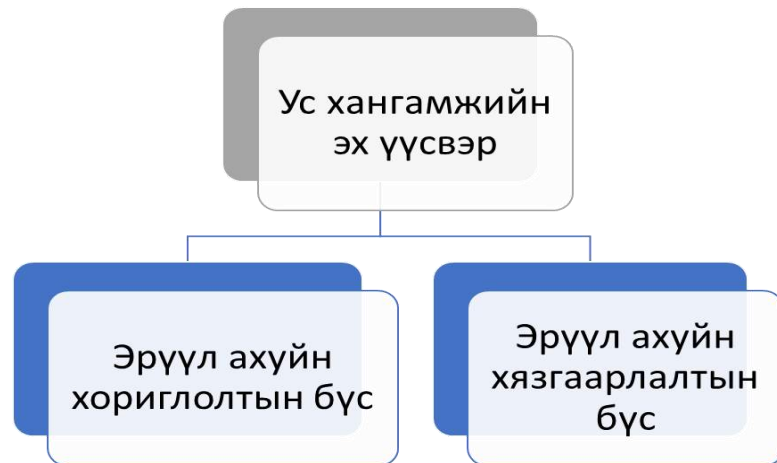 Ус хангамжийн
эх үүсвэр
Эрүүл ахуйн
хориглолтын бүс
Эрүүл ахуйн
хязгаарлалтын
бүс